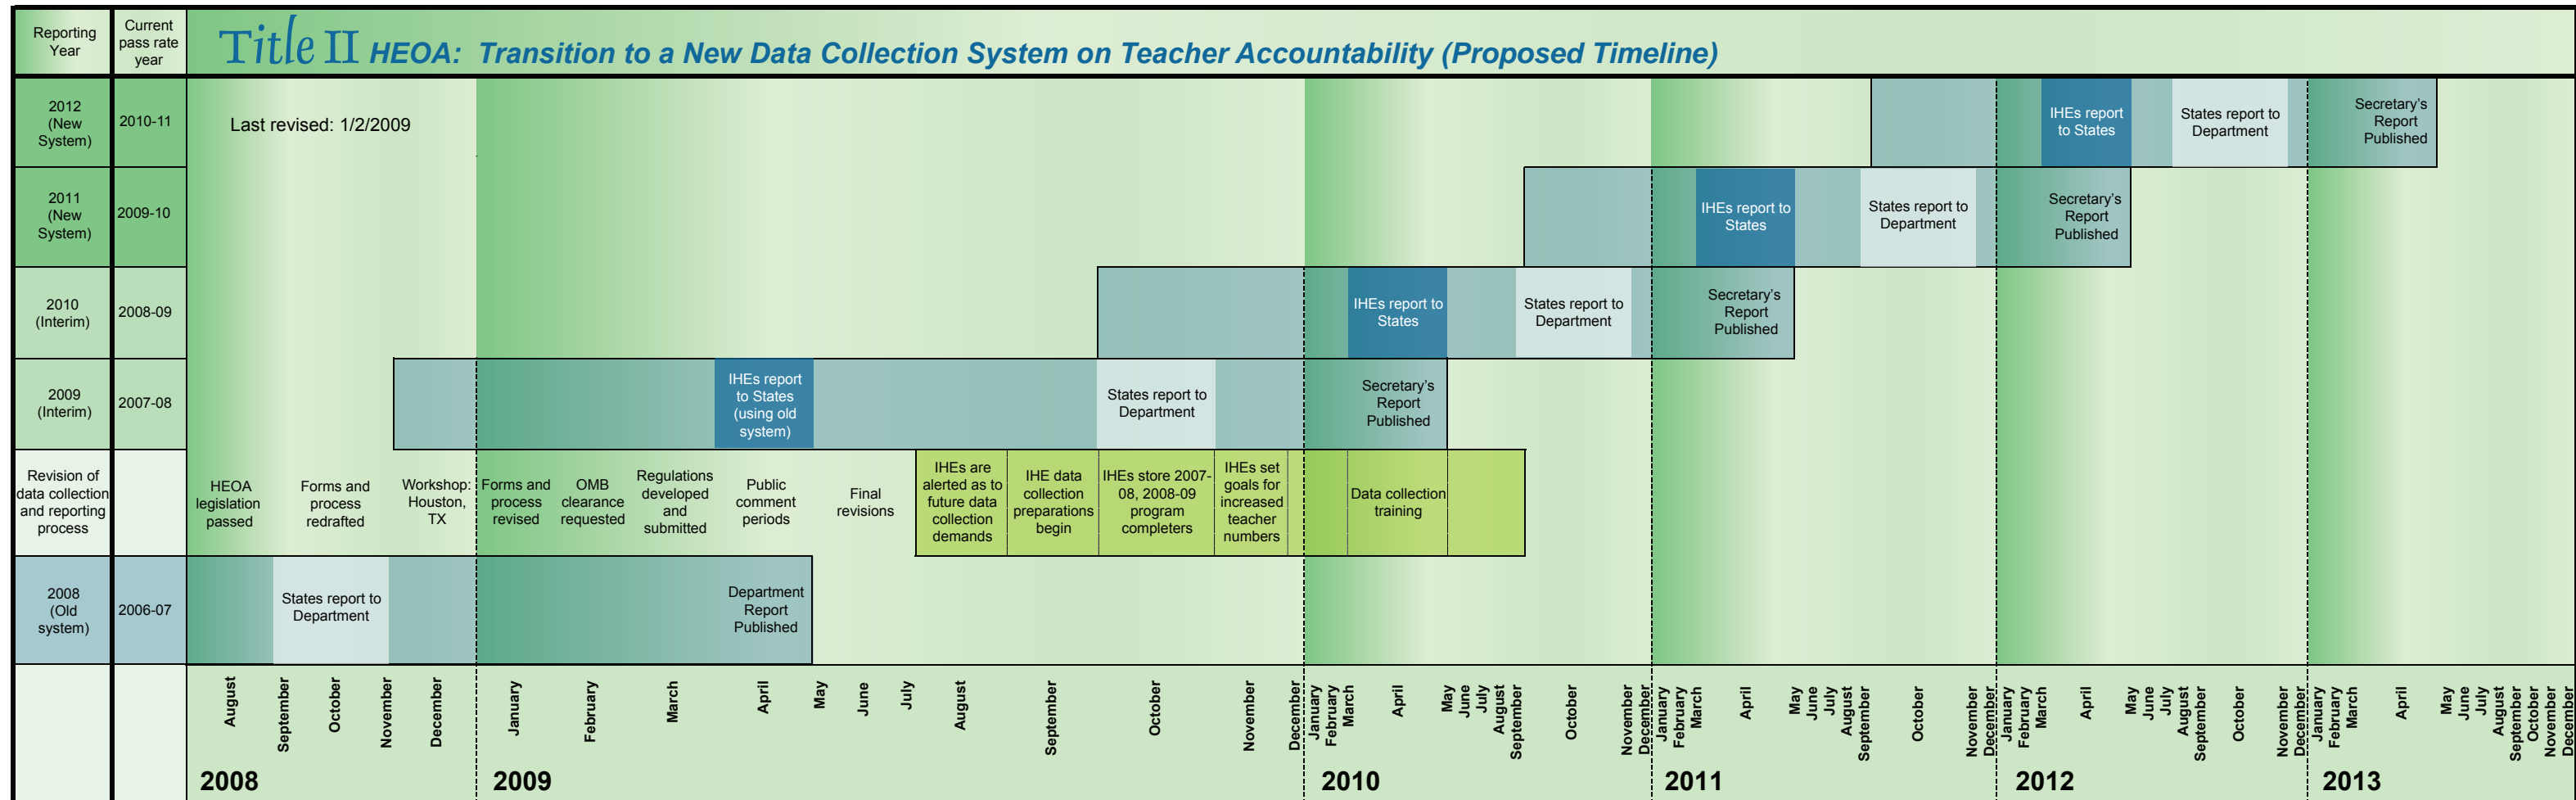 Reporting
Year
Current
pass rate
year
Title II HEOA: Transition to a New Data Collection System on Teacher Accountability (Proposed Timeline)
2012
(New
System)
2010-11
Last revised: 1/2/2009
IHEs report
to States
States report to
Department
Secretary's
Report
Published
2011
(New
System)
2009-10
IHEs report to
States
States report to
Department
Secretary's
Report
Published
2010
(Interim)
2008-09
IHEs report to
States
States report to
Department
Secretary's
Report
Published
2009
(Interim)
2007-08
IHEs report
to States
(using old
system)
States report to
Department
Secretary's
Report
Published
Revision of
data collection
and reporting
process
HEOA
legislation
passed
Forms and
process
redrafted
Workshop:
Houston,
TX
Forms and
process
revised
OMB
clearance
requested
Regulations
developed
and
submitted
Public
comment
periods
Final
revisions
IHEs are
alerted as to
future data
collection
demands
IHE data
collection
preparations
begin
IHEs store 2007-
08, 2008-09
program
completers
IHEs set
goals for
increased
teacher
numbers
Data collection
training
2008
(Old
system)
2006-07
States report to
Department
Department
Report
Published
August
September
October
November
December
January
February
March
April
May
June
July
August
September
October
November
December
January
February
March
April
May
June
July
August
September
October
November
December
January
February
March
April
May
June
July
August
September
October
November
December
January
February
March
April
May
June
July
August
September
October
November
December
January
February
March
April
May
June
July
August
September
October
November
December
2008
2009
2010
2011
2012
2013